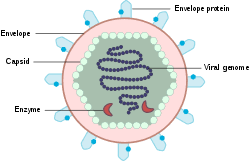 Envelope protein
Envelope
Capsid
Viral genome
Enzyme